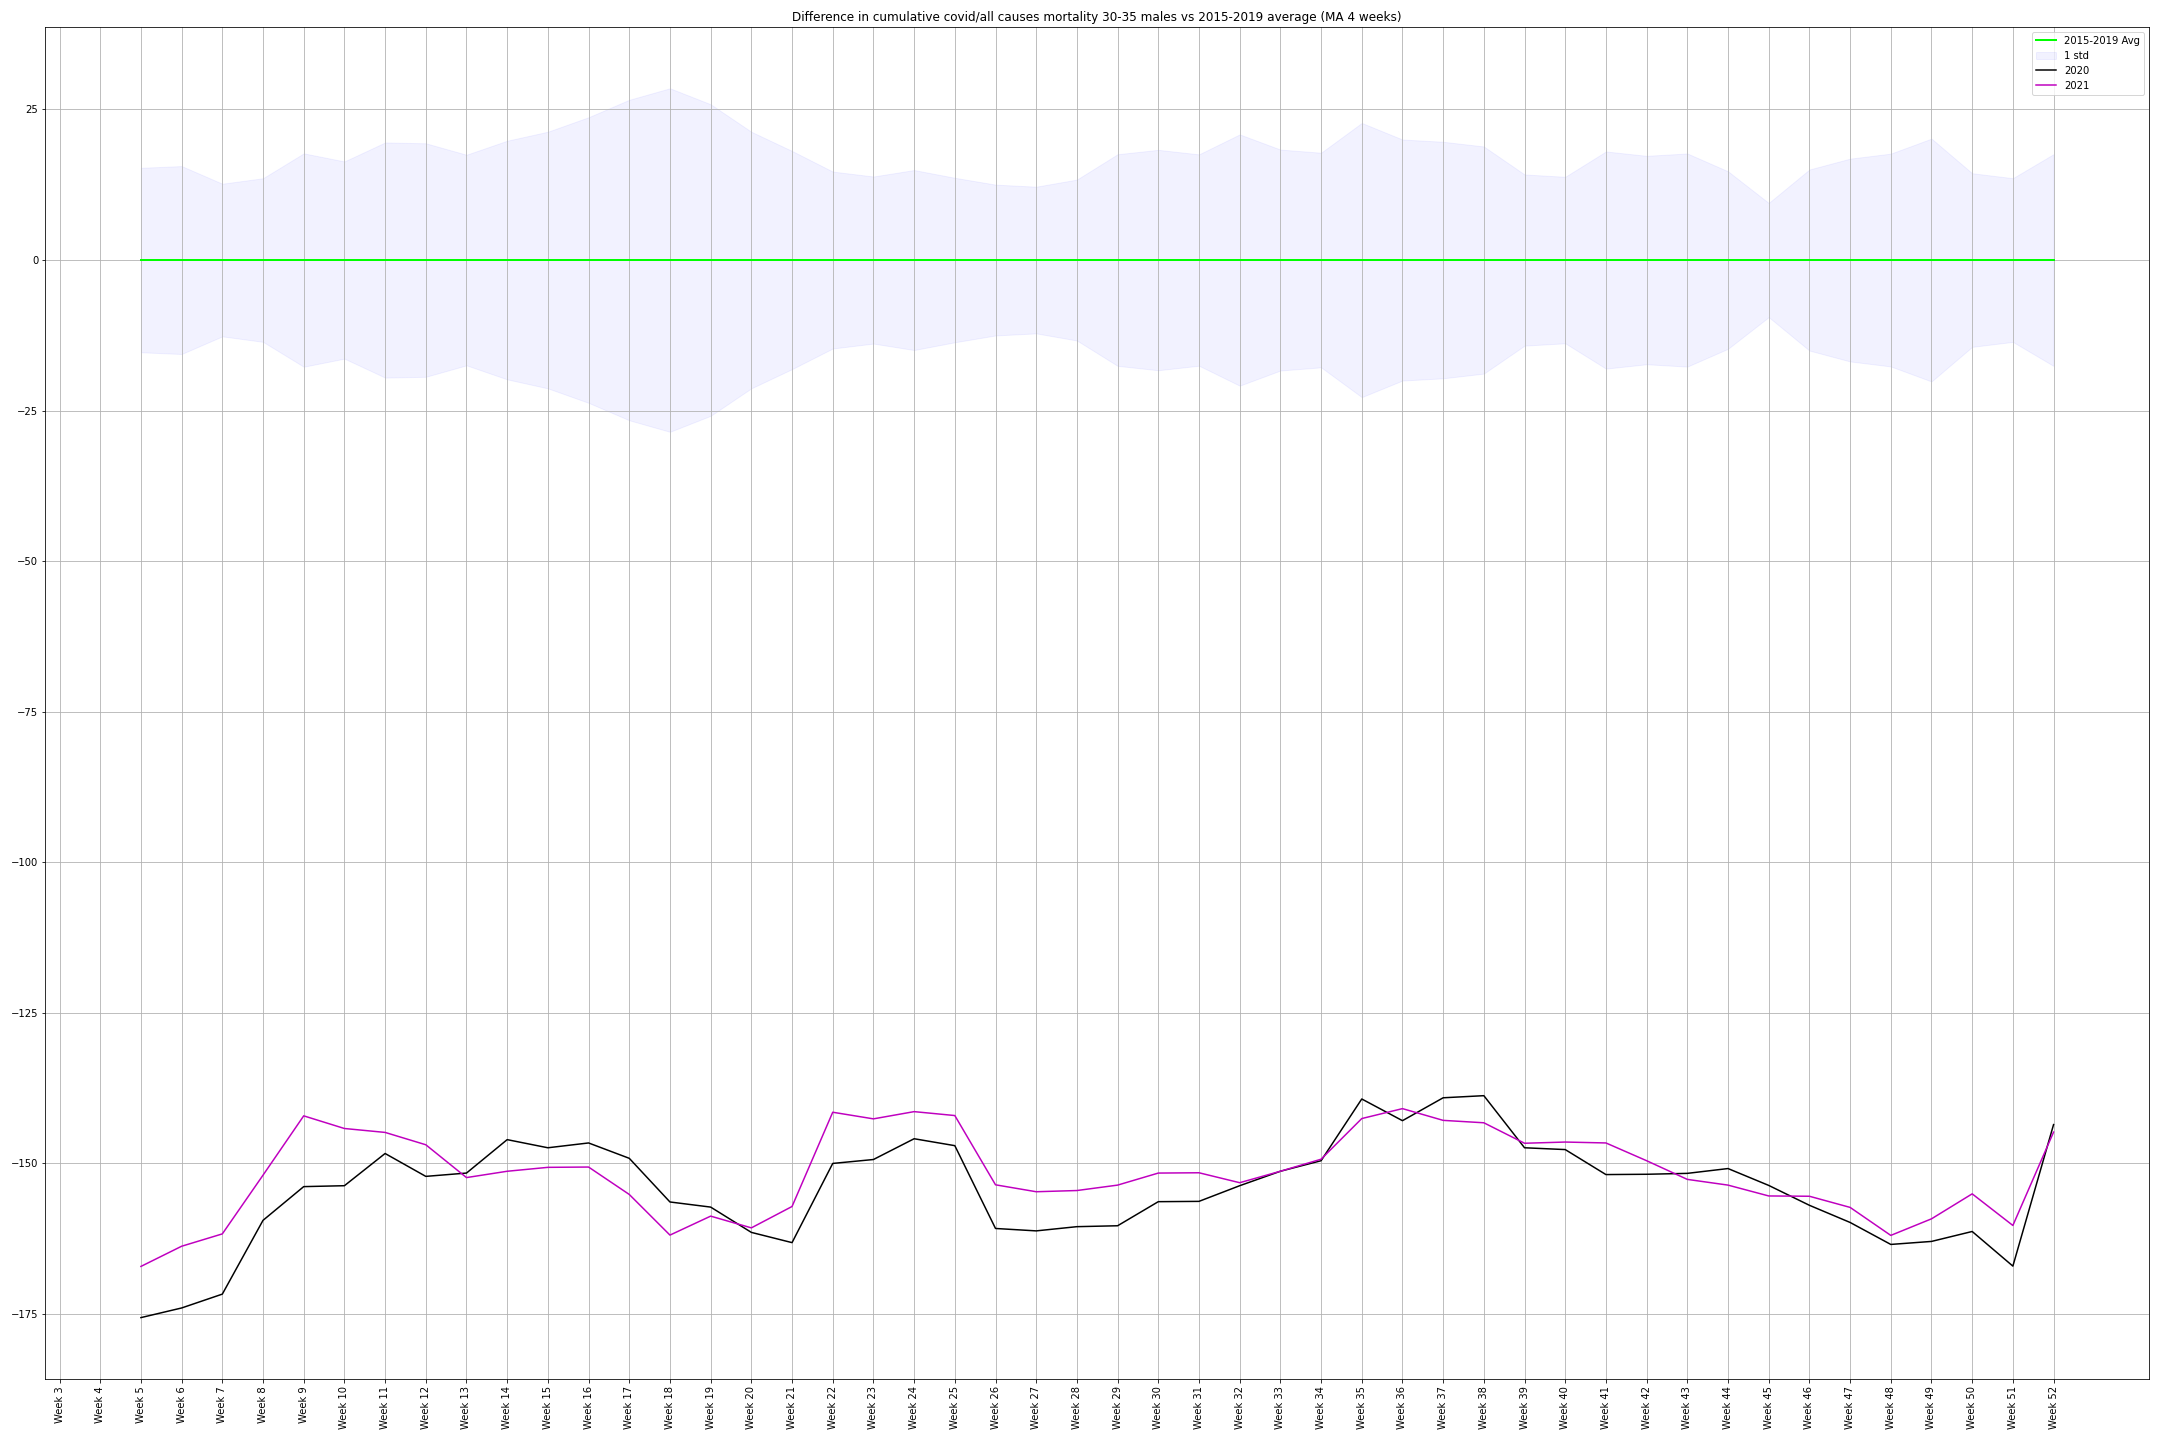 Difference in cumulative covid/all causes mortality 30-35 males vs 2015-2019 average (MA 4 weeks)
2015-2019 Avg
1 std
2020
2021
25
0
−25
−50
−75
−100
−125
−150
−175
Week 3
Week 4
Week 5
Week 6
Week 7
Week 8
Week 9
Week 10
Week 11
Week 12
Week 13
Week 14
Week 15
Week 16
Week 17
Week 18
Week 19
Week 20
Week 21
Week 22
Week 23
Week 24
Week 25
Week 26
Week 27
Week 28
Week 29
Week 30
Week 31
Week 32
Week 33
Week 34
Week 35
Week 36
Week 37
Week 38
Week 39
Week 40
Week 41
Week 42
Week 43
Week 44
Week 45
Week 46
Week 47
Week 48
Week 49
Week 50
Week 51
Week 52